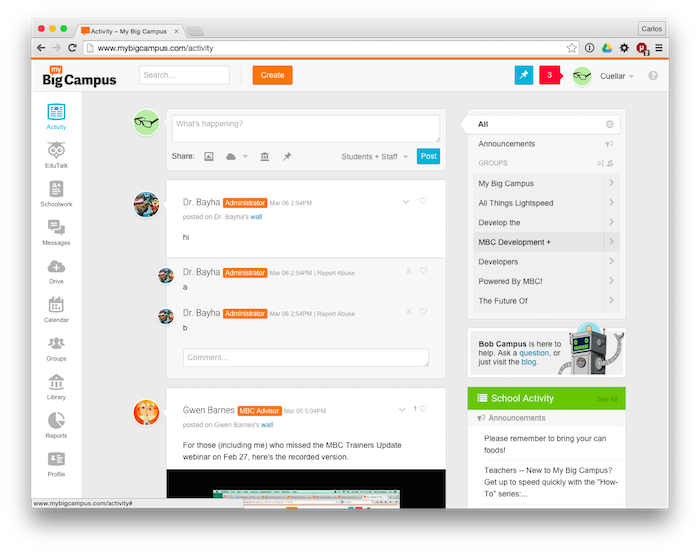 Activity – My Big Campus
Carlos
www.mybigcampus.com/activity
my
Big Campus
Search...
Create
3
Cuellar
Activity
EduTalk
Schoolwork
Messages
Drive
Calendar
Groups
Library
Reports
Profile
What's happening?
Share:
Students + Staff
Post
Dr. Bayha Administrator Mar 06 2:54PM
posted on Dr. Bayha's wall
hi
Dr. Bayha Administrator Mar 06 2:54PM | Report Abuse
X
a
Dr. Bayha Administrator Mar 06 2:54PM | Report Abuse
X
b
Comment...
Gwen Barnes MBC Advisor Mar 05 5:04PM
1
posted on Gwen Barnes's wall
For those (including me) who missed the MBC Trainers Update
webinar on Feb 27, here's the recorded version.
All
Announcements
GROUPS
My Big Campus
All Things Lightspeed
Develop the
MBC Development +
Developers
Powered By MBC!
The Future Of
Bob Campus is here to
help. Ask a question, or
just visit the blog.
School Activity
See All
Announcements
Please remember to bring your can
foods!
Teachers -- New to My Big Campus?
Get up to speed quickly with the "How-
To" series:...
www.mybigcampus.com/activity#